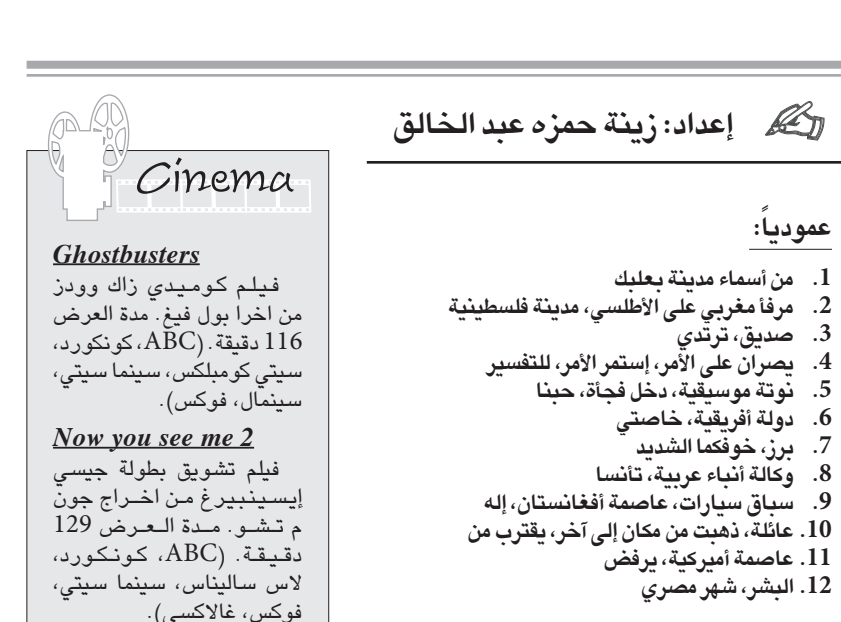 إعداد: زينة حمزه عبد الخالق
عمودياً:
1. من أسماء مدينة بعلبك
2. مرفأ مغربي على الأطلسي، مدينة فلسطينية
3. صديق، ترتدي
4. يصران على الأمر، إستمر الأمر، للتفسير
5. نوتة موسيقية، دخل فجأة، حبنا
6. دولة أفريقية، خاصتي
7. برز، خوفكما الشديد
8. وكالة أنباء عربية، تأنسا
9. سباق سيارات، عاصمة أفغانستان، إله
10. عائلة، ذهبت من مكان إلى آخر، يقترب من
11. عاصمة أميركية، يرفض
12. البشر، شهر مصري
Cinema
Ghostbusters
فيلم كوميدي زاك وودز
من اخرا بول فيغ. مدة العرض
116 دقيقة. (ABC، كونكورد،
سيتي كومبلكس، سينما سيتي،
سينمال، فوكس).
Now you see me 2
فيلم تشويق بطولة جيسي
إيسينبيرغ من اخراج جون
م تشو. مدة العرض 129
دقيقة. (ABC، كونكورد،
لاس ساليناس، سينما سيتي،
فوكس، غالاكسي).